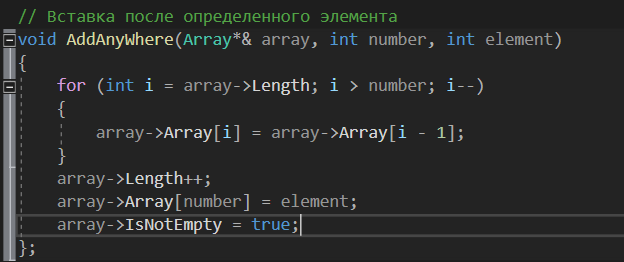 // Вставка после определенного элемента
void AddAnyWhere(Array*& array, int number, int element)
{
    for (int i = array->Length; i > number; i--)
    {
        array->Array[i] = array->Array[i - 1];
    }
    array->Length++;
    array->Array[number] = element;
    array->IsNotEmpty = true;
};